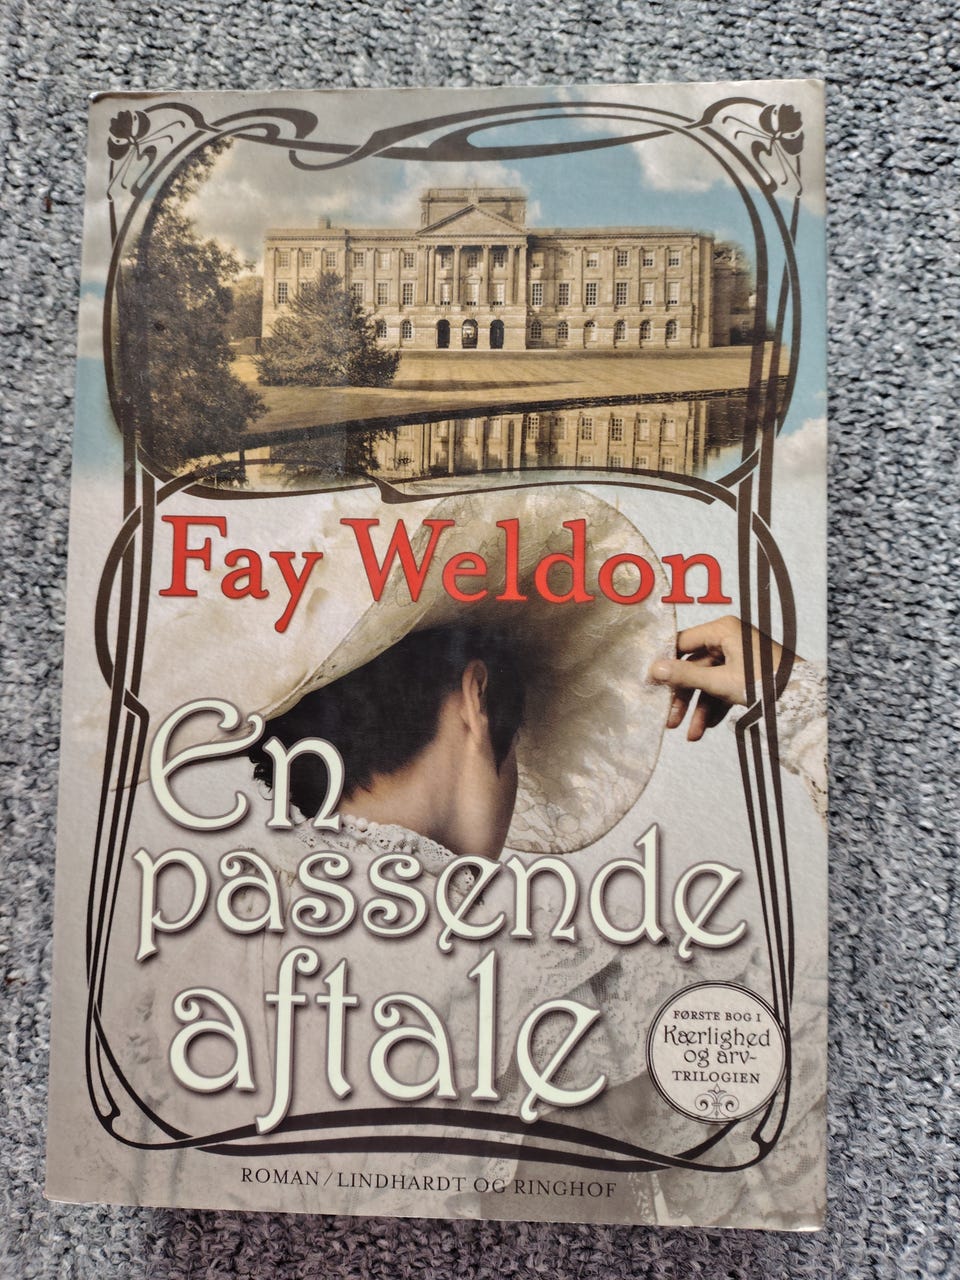 Fay Weldon
En
passende
aftale
FØRSTE BOG I
Kærlighed
og arv-
TRILOGIEN
ROMAN / LINDHARDT OG RINGHOF